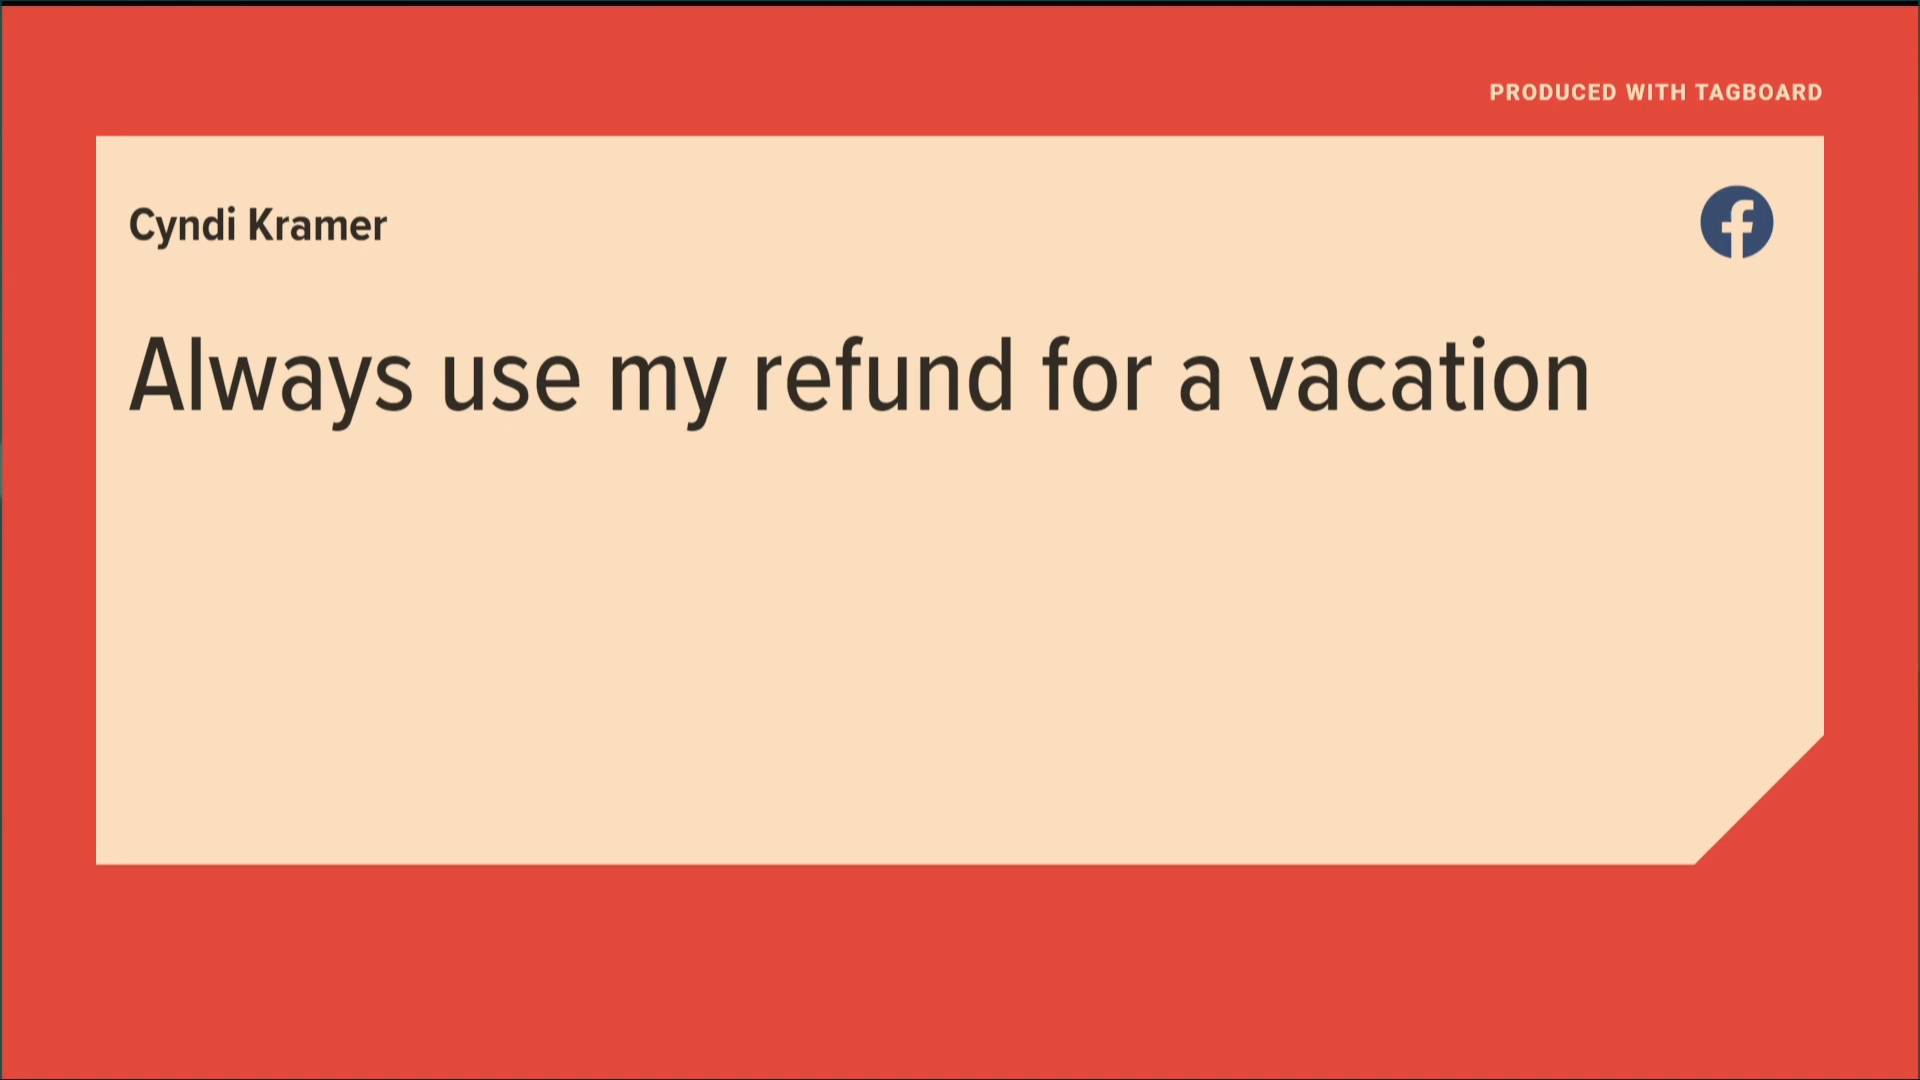 PRODUCED WITH TAGBOARD
Cyndi Kramer
Always use my refund for a vacation